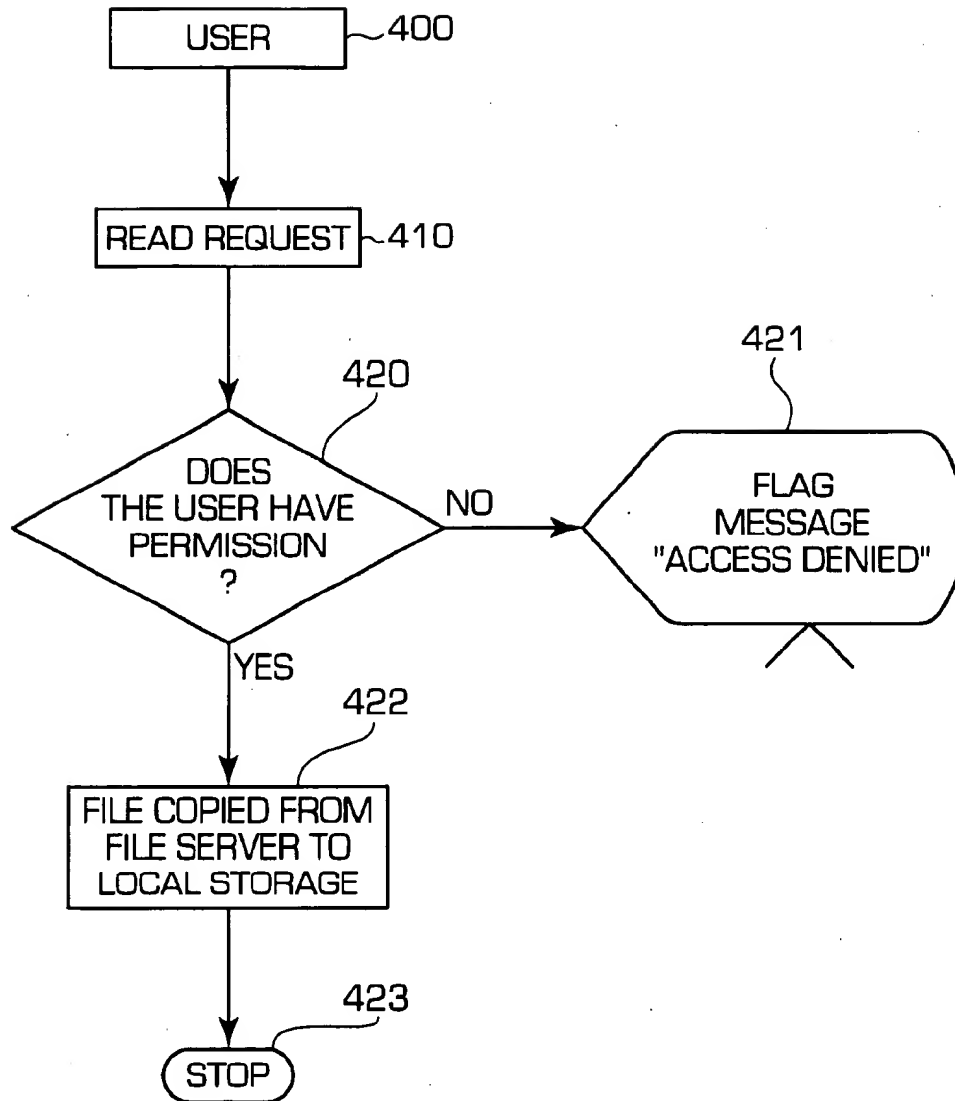 USER
400
READ REQUEST
410
420
DOES
THE USER HAVE
PERMISSION
?
NO
421
FLAG
MESSAGE
"ACCESS DENIED"
YES
422
FILE COPIED FROM
FILE SERVER TO
LOCAL STORAGE
423
STOP